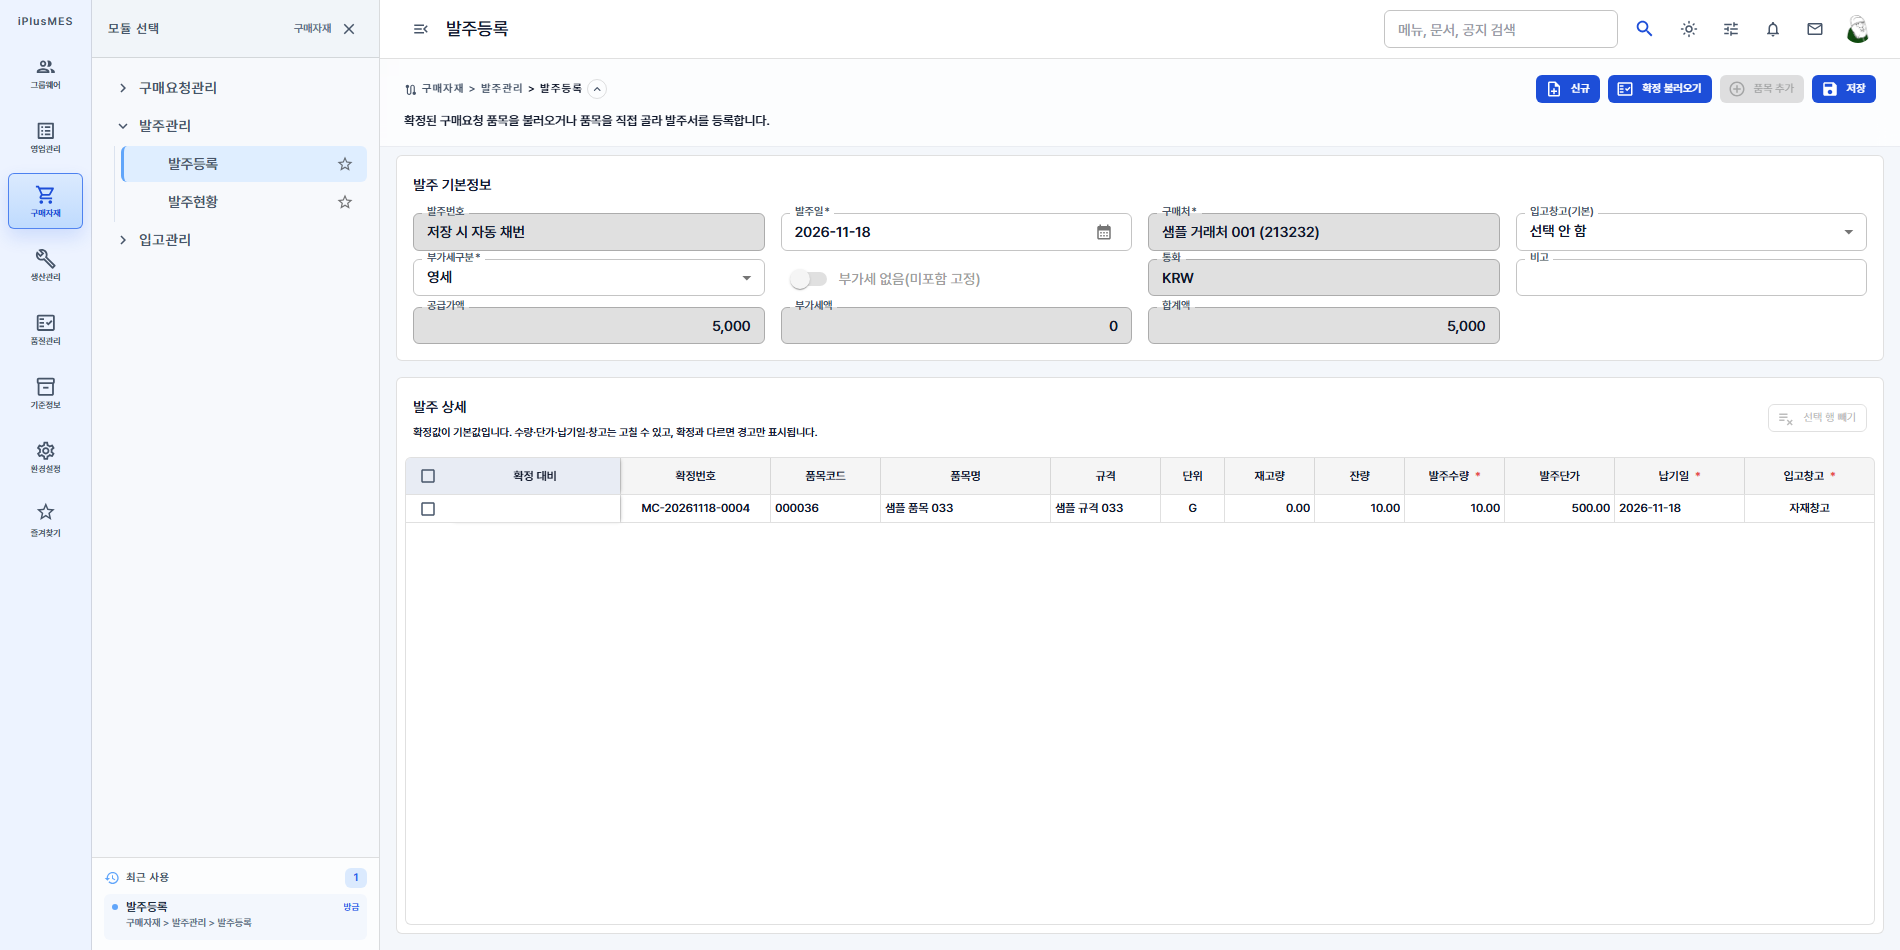 iPlusMES
그룹웨어
영업관리
구매자재
생산관리
품질관리
기준정보
환경설정
즐겨찾기
모듈 선택
구매자재
구매요청관리
발주관리
발주등록
발주현황
입고관리
최근 사용
1
발주등록
방금
구매자재 > 발주관리 > 발주등록
발주등록
메뉴, 문서, 공지 검색
구매자재 > 발주관리 > 발주등록
신규
확정 불러오기
품목 추가
저장
확정된 구매요청 품목을 불러오거나 품목을 직접 골라 발주서를 등록합니다.
발주 기본정보
발주번호
저장 시 자동 채번
발주일*
2026-11-18
구매처*
샘플 거래처 001 (213232)
입고창고(기본)
선택 안 함
부가세구분*
영세
부가세 없음(미포함 고정)
통화
KRW
비고
공급가액
5,000
부가세액
0
합계액
5,000
발주 상세
확정값이 기본값입니다. 수량·단가·납기일·창고는 고칠 수 있고, 확정과 다르면 경고만 표시됩니다.
선택 행 빼기
확정 대비 확정번호 품목코드 품목명 규격 단위 재고량 잔량 발주수량 * 발주단가 납기일 * 입고창고 *
MC-20261118-0004 000036 샘플 품목 033 샘플 규격 033 G 0.00 10.00 10.00 500.00 2026-11-18 자재창고